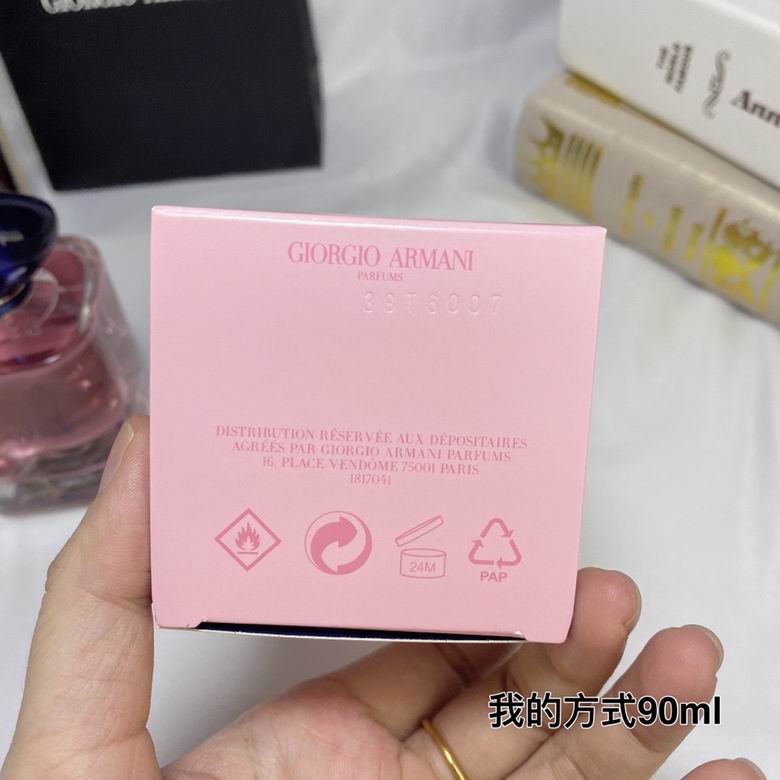 GIORGIO ARMANI
PARFUMS
38T6007
DISTRIBUTION RÉSERVÉE AUX DÉPOSITAIRES
AGRÉÉS PAR GIORGIO ARMANI PARFUMS
16, PLACE VENDÔME 75001 PARIS
1817041
24M
PAP
我的方式90ml